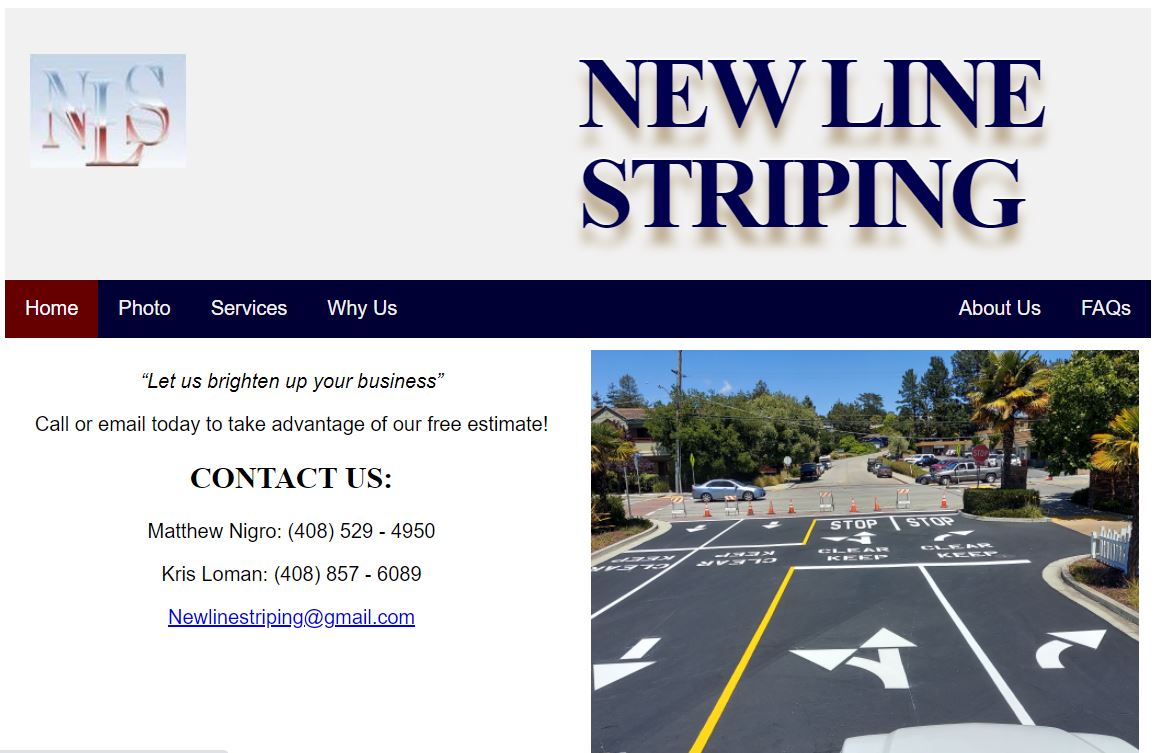 NLS
NEW LINE
STRIPING
Home Photo Services Why Us About Us FAQs
“Let us brighten up your business”
Call or email today to take advantage of our free estimate!
CONTACT US:
Matthew Nigro: (408) 529 - 4950
Kris Loman: (408) 857 - 6089
Newlinestriping@gmail.com
STOP STOP
CLEAR CLEAR
KEEP KEEP
KEEP KEEP
CLEAR CLEAR